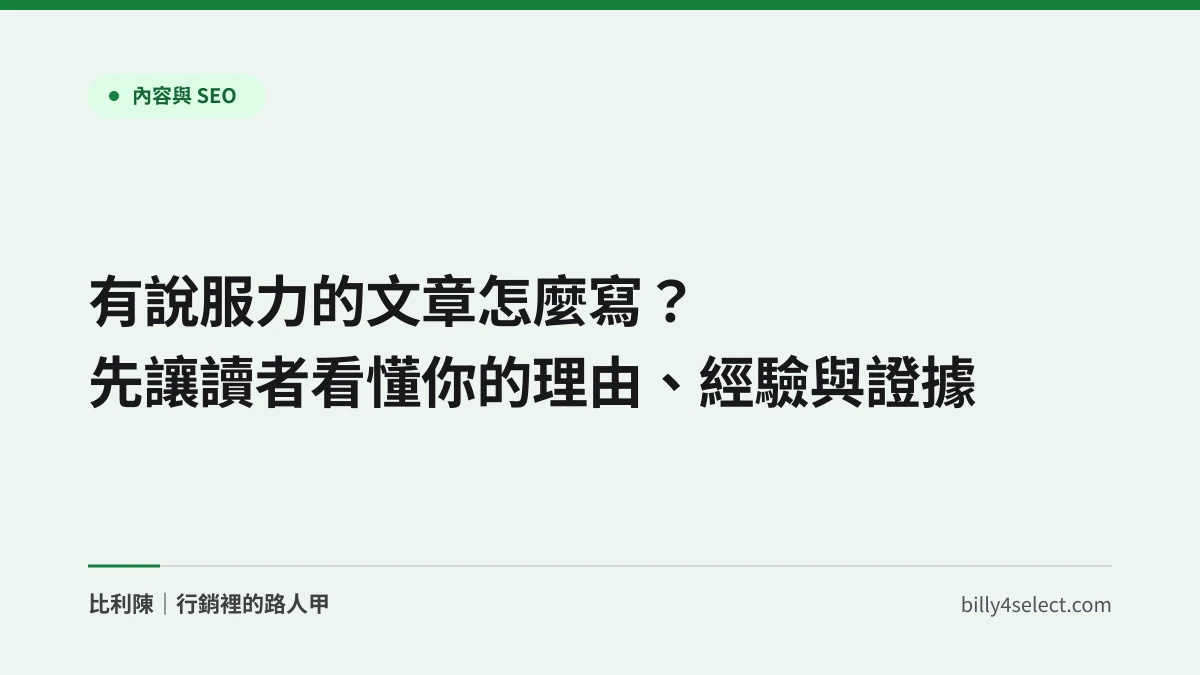 內容與 SEO
有說服力的文章怎麼寫？
先讓讀者看懂你的理由、經驗與證據
比利陳｜行銷裡的路人甲
billy4select.com